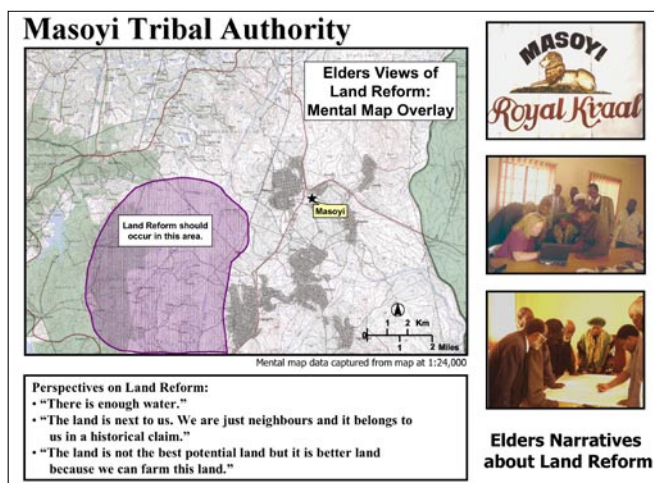 Masoyi Tribal Authority
Elders Views of
Land Reform:
Mental Map Overlay
Land Reform should
occur in this area.
Masoyi
1 2 Km
0 1 2 Miles
Mental map data captured from map at 1:24,000
Perspectives on Land Reform:
• “There is enough water.”
• “The land is next to us. We are just neighbours and it belongs to
us in a historical claim.”
• “The land is not the best potential land but it is better land
because we can farm this land.”
MASOYI
Royal Kraal
Elders Narratives
about Land Reform